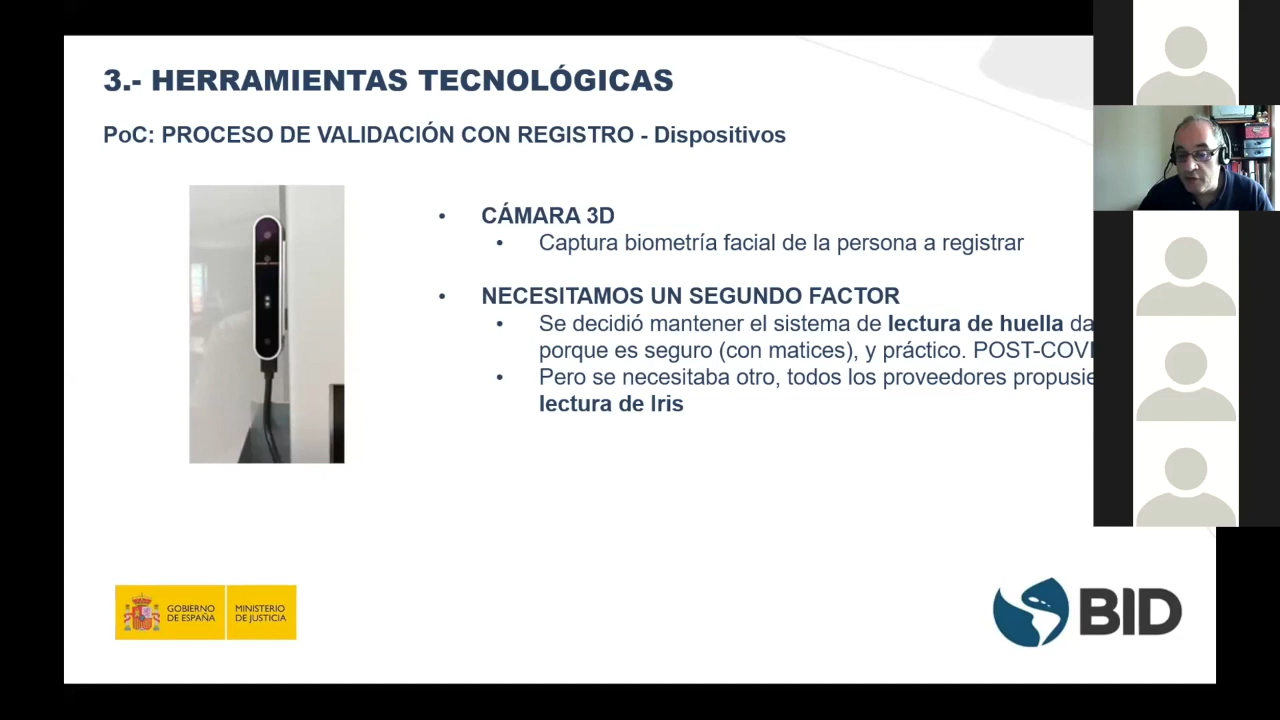 3.- HERRAMIENTAS TECNOLÓGICAS
PoC: PROCESO DE VALIDACIÓN CON REGISTRO - Dispositivos
• CÁMARA 3D
• Captura biometría facial de la persona a registrar
• NECESITAMOS UN SEGUNDO FACTOR
• Se decidió mantener el sistema de lectura de huella da
porque es seguro (con matices), y práctico. POST-COVI
• Pero se necesitaba otro, todos los proveedores propusie
lectura de Iris
GOBIERNO
DE ESPAÑA
MINISTERIO
DE JUSTICIA
BID